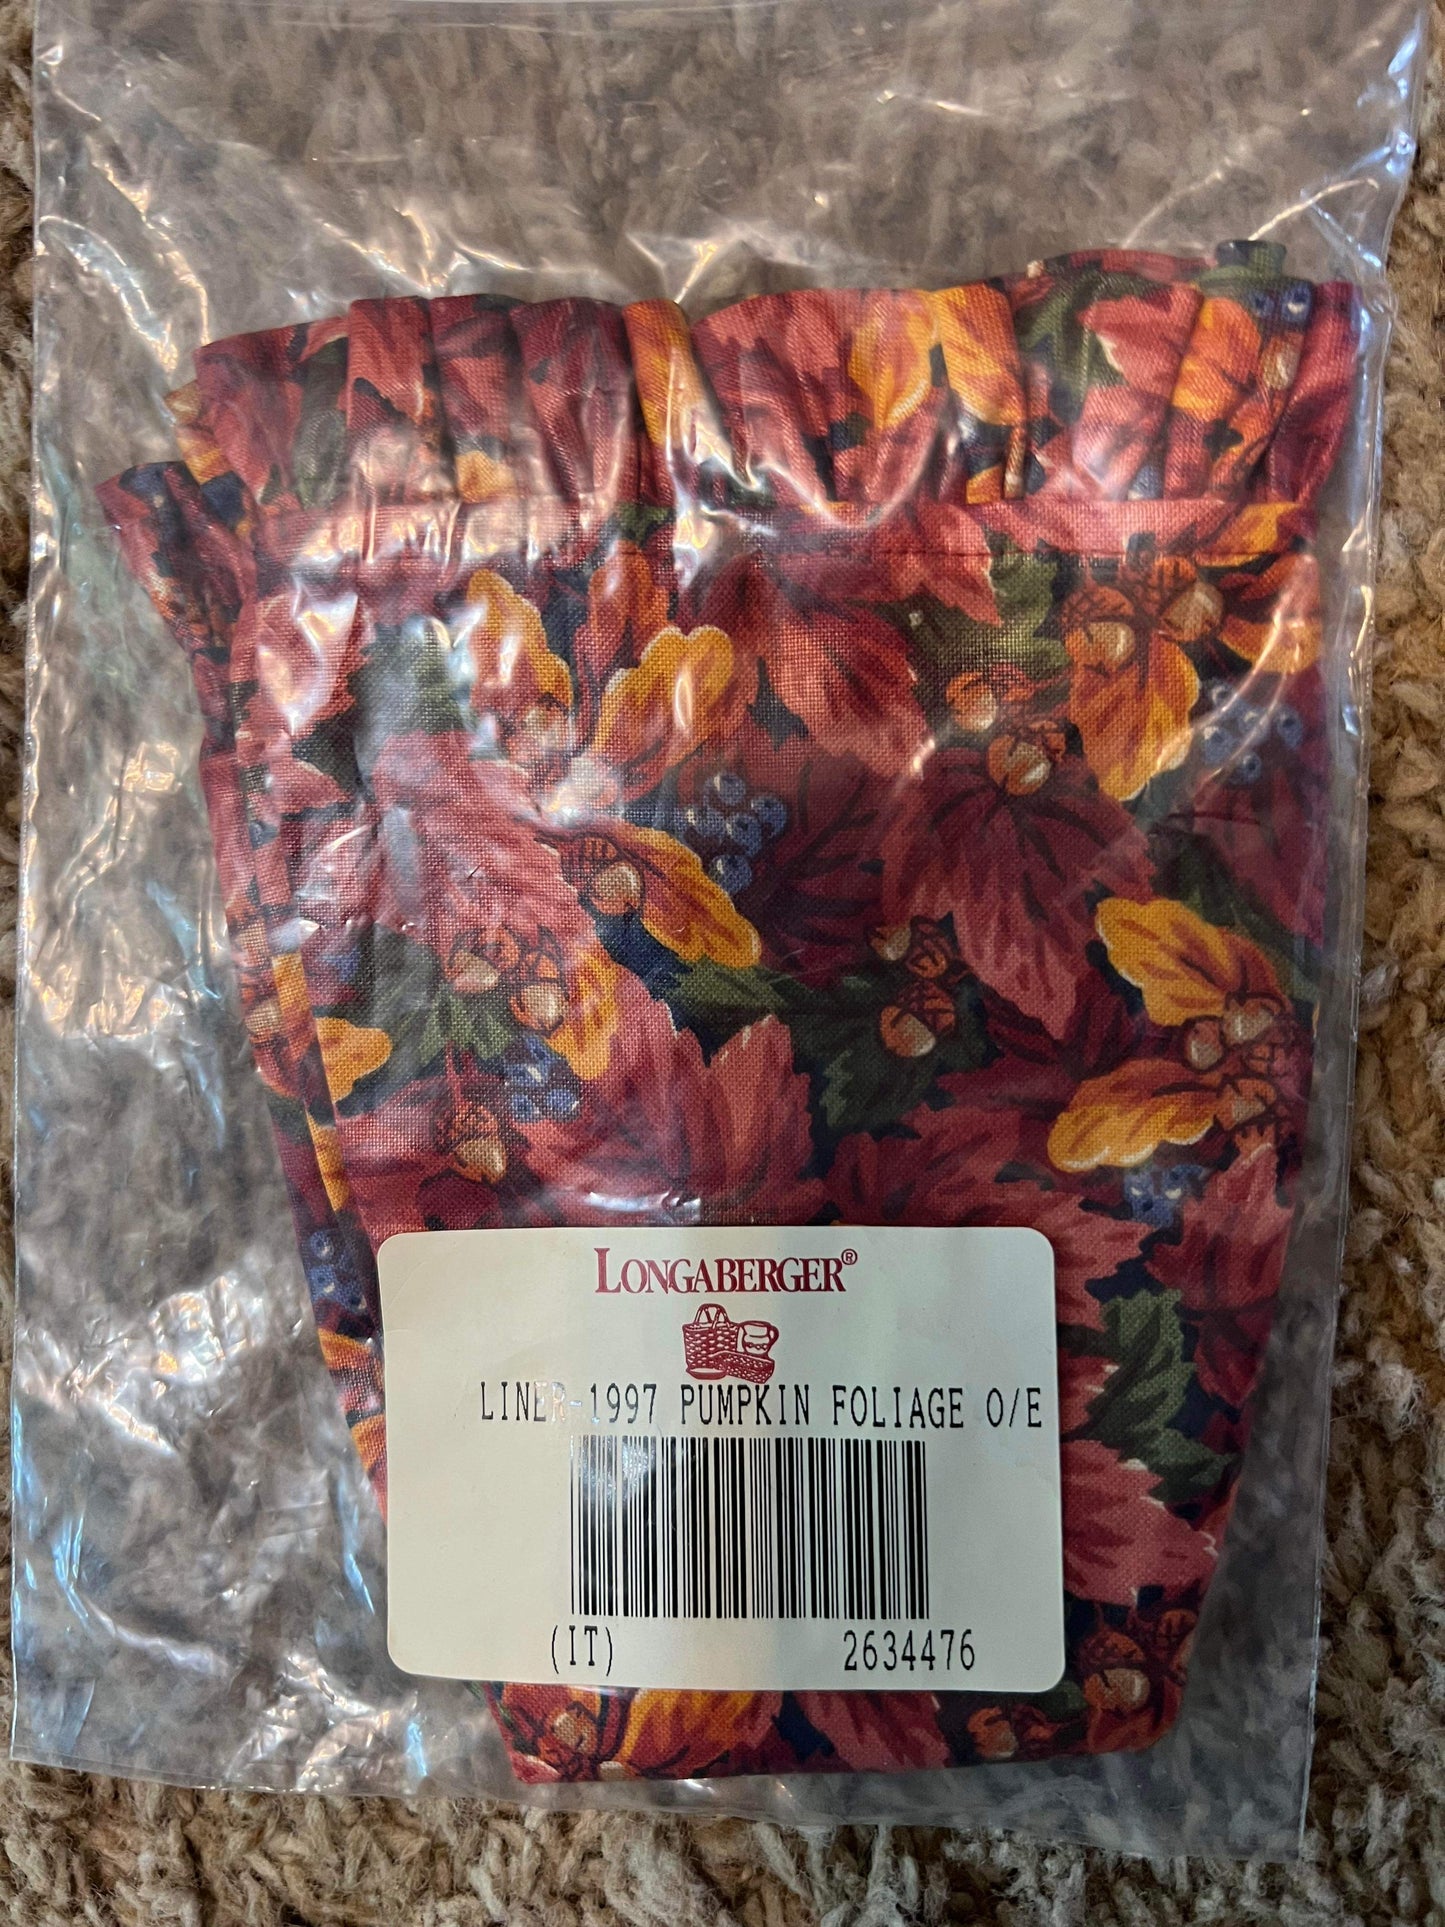 LONGABERGER®
LINER-1997 PUMPKIN FOLIAGE O/E
(IT) 2634476